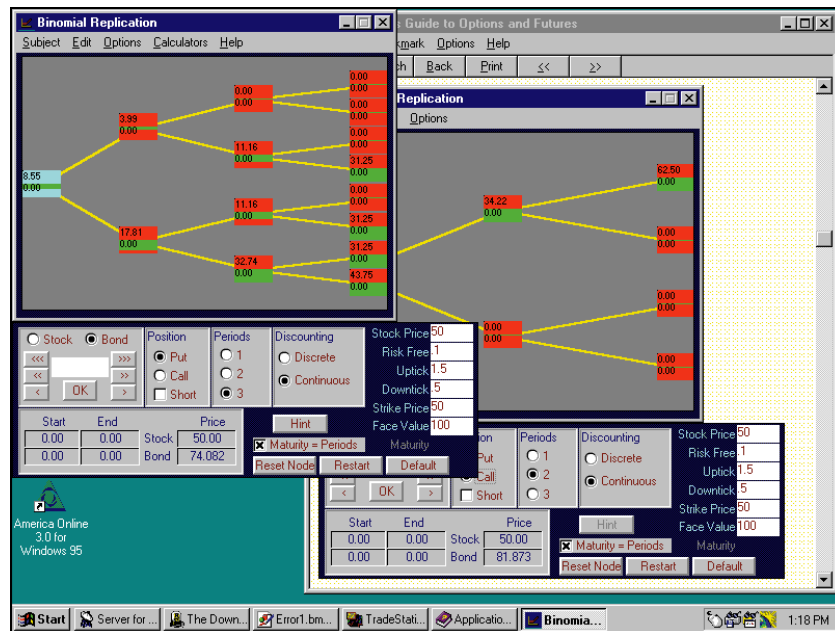 Binomial Replication
Subject Edit Options Calculators Help
0.00
0.00
0.00
0.00
0.00
0.00
3.99
0.00
0.00
0.00
11.16
0.00
31.25
0.00
8.55
0.00
0.00
0.00
11.16
0.00
31.25
0.00
17.81
0.00
31.25
0.00
32.74
0.00
43.75
0.00
s Guide to Options and Futures
kmark Options Help
ch Back Print << >>
Replication
Options
62.50
0.00
34.22
0.00
0.00
0.00
0.00
0.00
0.00
0.00
0.00
0.00
Stock Bond
<<< >>>
<< >>
< OK >
Position
Put
Call
Short
Periods
1
2
3
Discounting
Discrete
Continuous
Stock Price 50
Risk Free .1
Uptick 1.5
Downtick .5
Strike Price 50
Face Value 100
Start End Price
0.00 0.00 Stock 50.00
0.00 0.00 Bond 74.082
Hint
Maturity = Periods Maturity
Reset Node Restart Default
ition
Put
Call
Short
< OK >
Periods
1
2
3
Discounting
Discrete
Continuous
Stock Price 50
Risk Free .1
Uptick 1.5
Downtick .5
Strike Price 50
Face Value 100
Start End Price
0.00 0.00 Stock 50.00
0.00 0.00 Bond 81.873
Hint
Maturity = Periods Maturity
Reset Node Restart Default
America Online
3.0 for
Windows 95
Start Server for ... The Down... Error1.bm... TradeStati... Applicatio... Binomia... 1:18 PM